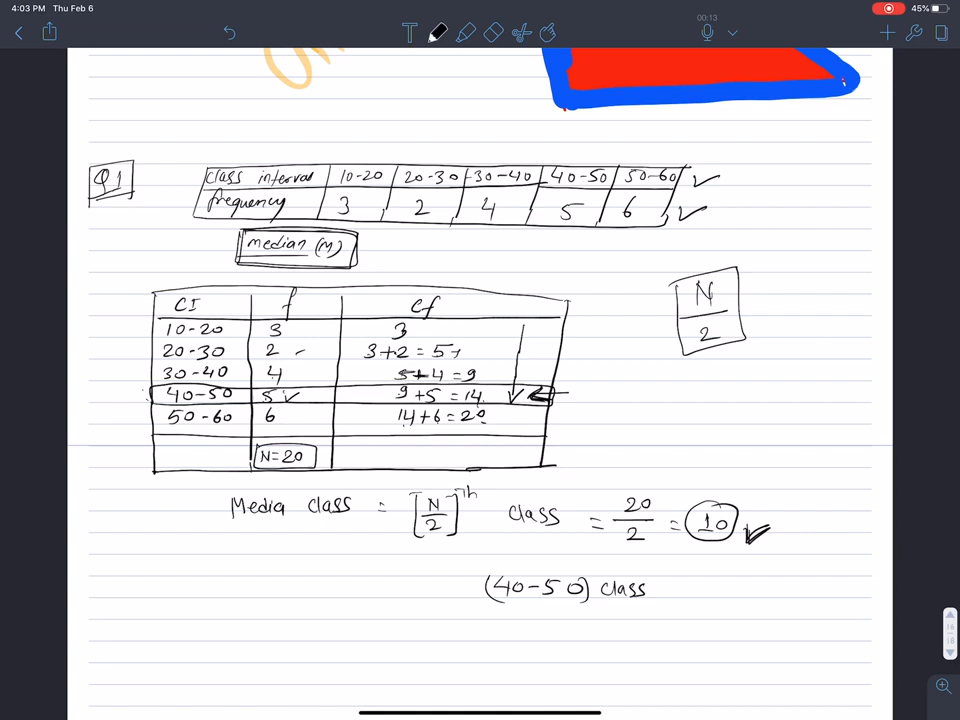 4:03 PM Thu Feb 6
45%
00:13
T
Q1
class interval 10-20 20-30 30-40 40-50 50-60
frequency 3 2 4 5 6
median (M)
N/2
CI f Cf
10-20 3 3
20-30 2 3+2=5
30-40 4 5+4=9
40-50 5 9+5=14
50-60 6 14+6=20
N=20
Media class = [N/2]th class = 20/2 = 10
(40-50) class